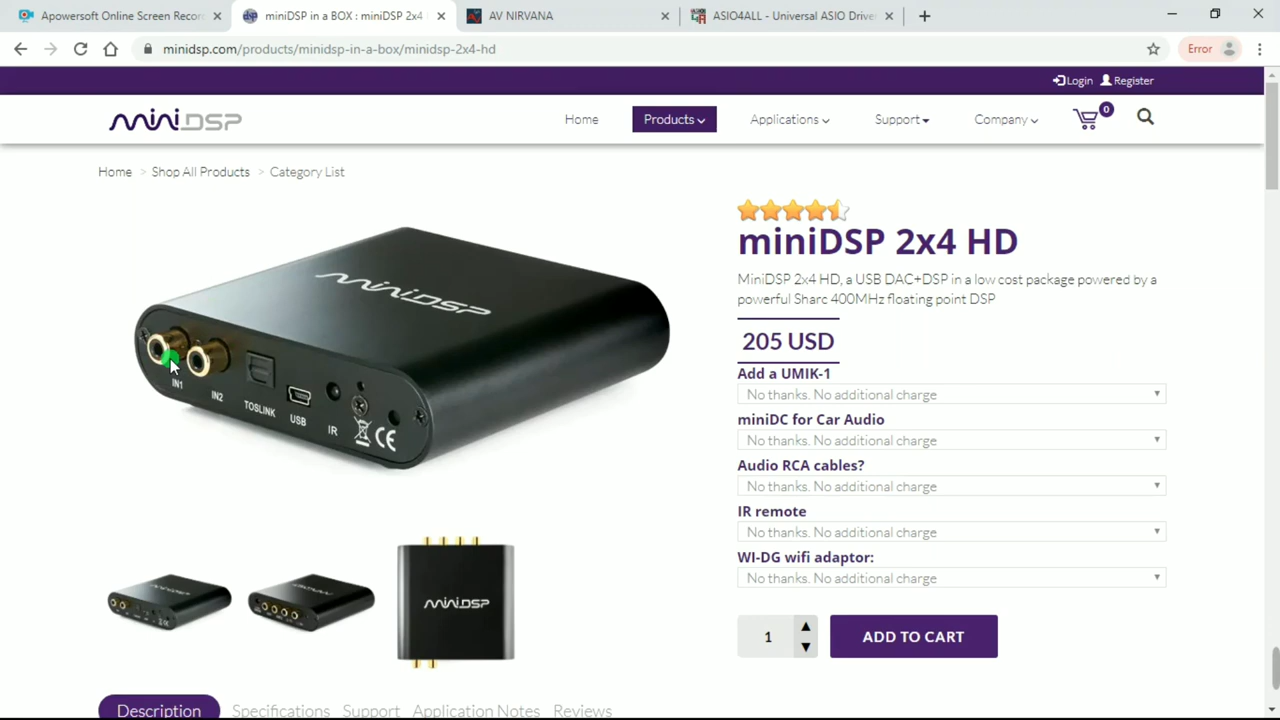 Apowersoft Online Screen Recor
miniDSP in a BOX : miniDSP 2x4
AV NIRVANA
ASIO4ALL - Universal ASIO Drive
minidsp.com/products/minidsp-in-a-box/minidsp-2x4-hd
Error
Login Register
miniDSP
Home Products Applications Support Company 0
Home > Shop All Products > Category List
miniDSP 2x4 HD
MiniDSP 2x4 HD, a USB DAC+DSP in a low cost package powered by a
powerful Sharc 400MHz floating point DSP
205 USD
Add a UMIK-1
No thanks. No additional charge
miniDC for Car Audio
No thanks. No additional charge
Audio RCA cables?
No thanks. No additional charge
IR remote
No thanks. No additional charge
WI-DG wifi adaptor:
No thanks. No additional charge
1 ADD TO CART
miniDSP
IN1 IN2 TOSLINK USB IR CE
miniDSP
Description Specifications Support Application Notes Reviews